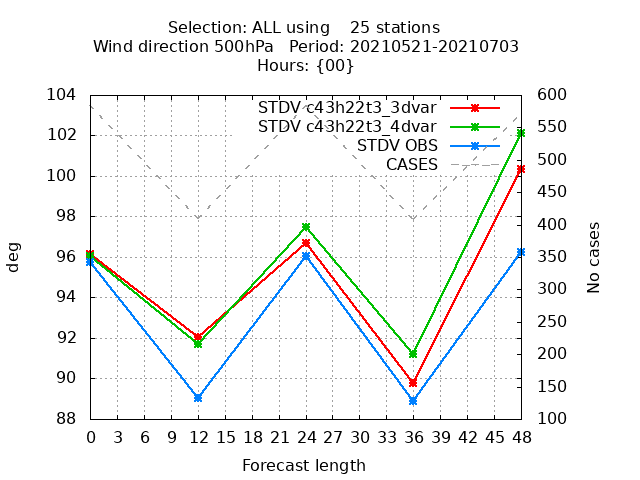 Selection: ALL using 25 stations
Wind direction 500hPa Period: 20210521-20210703
Hours: {00}
STDV c43h22t3_3dvar
STDV c43h22t3_4dvar
STDV OBS
CASES
104
102
100
98
96
94
92
90
88
deg
600
550
500
450
400
350
300
250
200
150
100
No cases
0 3 6 9 12 15 18 21 24 27 30 33 36 39 42 45 48
Forecast length